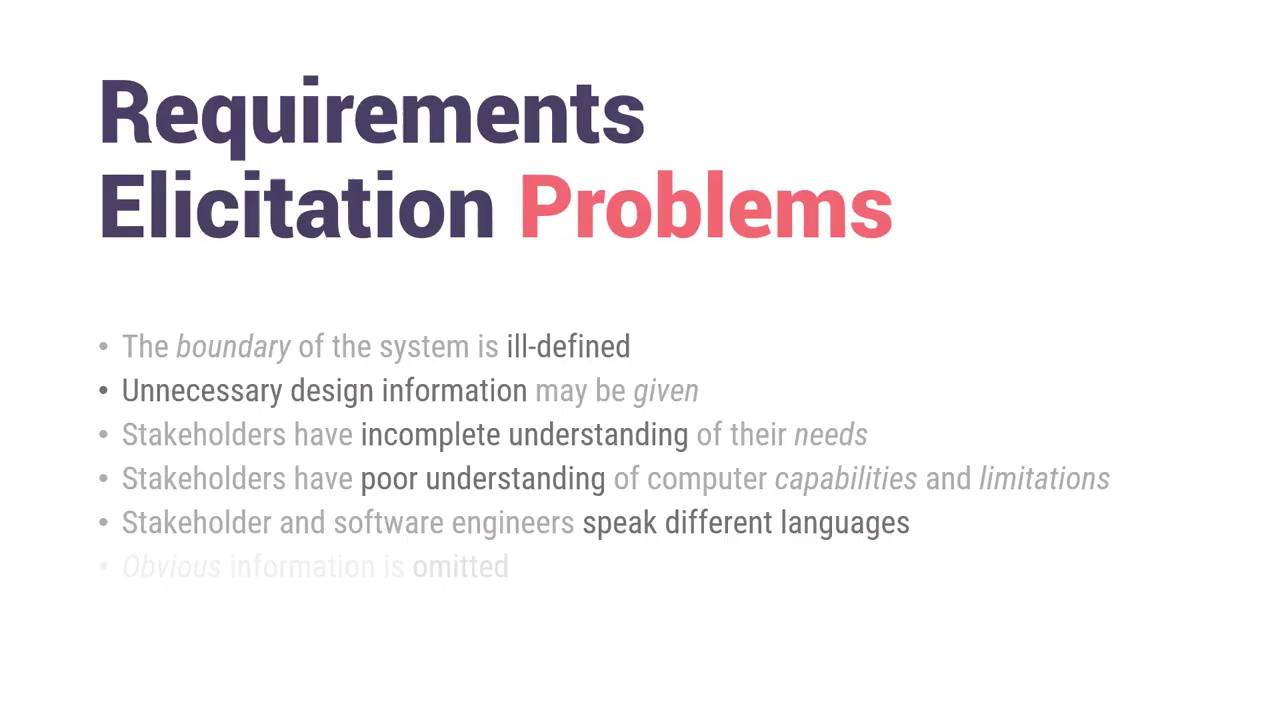 Requirements
Elicitation Problems
• The boundary of the system is ill-defined
• Unnecessary design information may be given
• Stakeholders have incomplete understanding of their needs
• Stakeholders have poor understanding of computer capabilities and limitations
• Stakeholder and software engineers speak different languages
• Obvious information is omitted